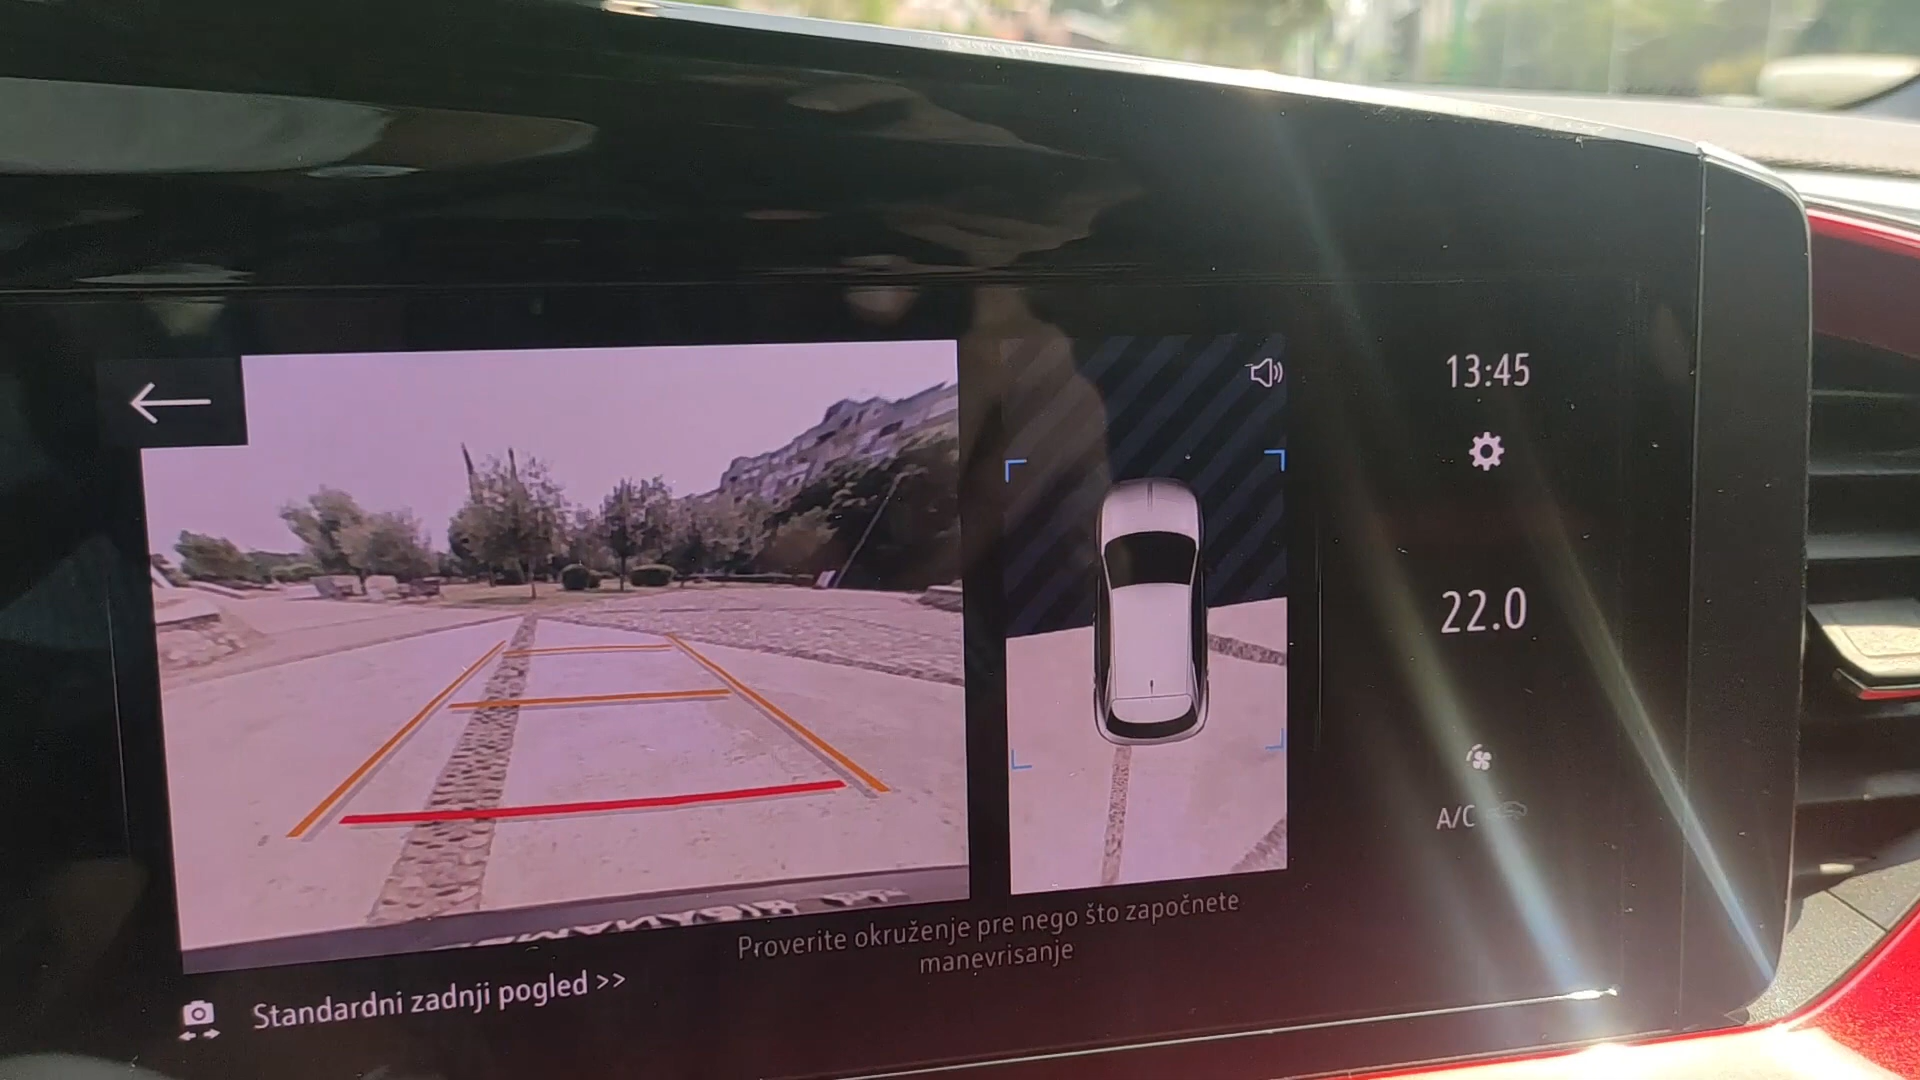 13:45
22.0
A/C
Proverite okruženje pre nego što započnete
manevrisanje
Standardni zadnji pogled >>